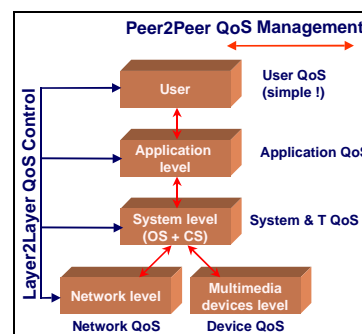 Peer2Peer QoS Management
User
User QoS
(simple !)
Layer2Layer QoS Control
Application
level
Application QoS
System level
(OS + CS)
System & T QoS
Network level
Multimedia
devices level
Network QoS
Device QoS